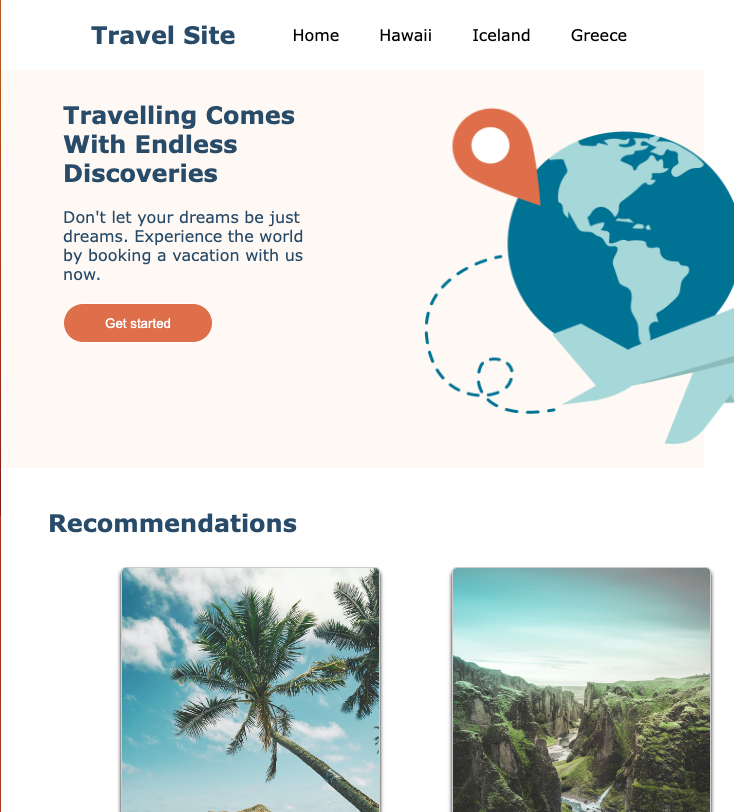 Travel Site Home Hawaii Iceland Greece
Travelling Comes
With Endless
Discoveries
Don't let your dreams be just
dreams. Experience the world
by booking a vacation with us
now.
Get started
Recommendations